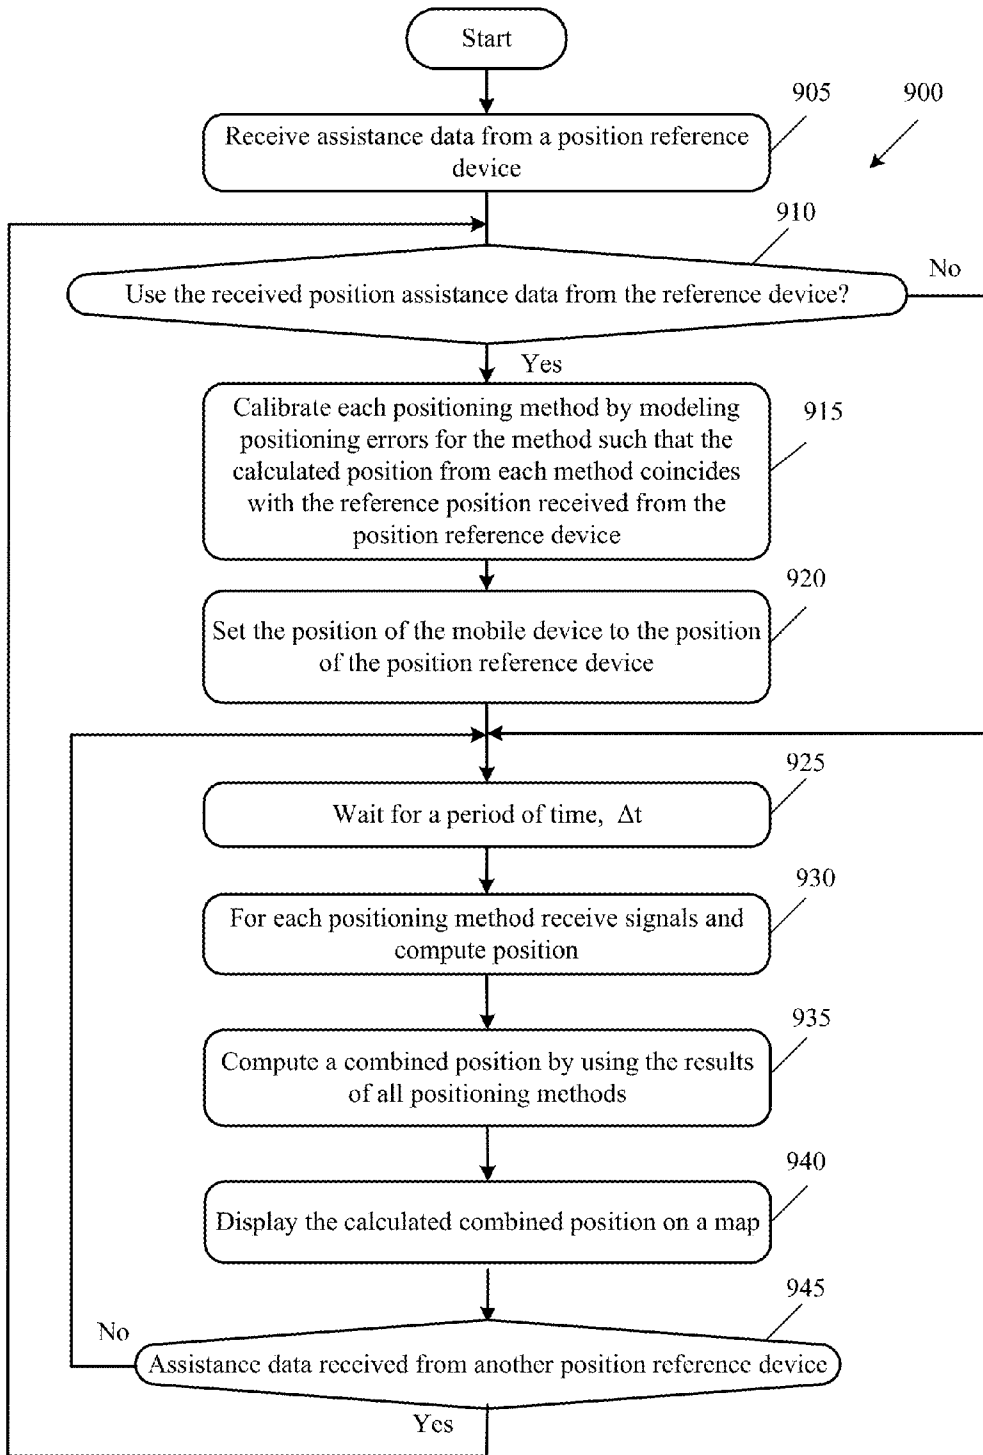 Start
905
900
Receive assistance data from a position reference
device
910
No
Use the received position assistance data from the reference device?
Yes
Calibrate each positioning method by modeling
positioning errors for the method such that the
calculated position from each method coincides
with the reference position received from the
position reference device
915
920
Set the position of the mobile device to the position
of the position reference device
925
Wait for a period of time, Δt
930
For each positioning method receive signals and
compute position
935
Compute a combined position by using the results
of all positioning methods
940
Display the calculated combined position on a map
945
No
Assistance data received from another position reference device
Yes